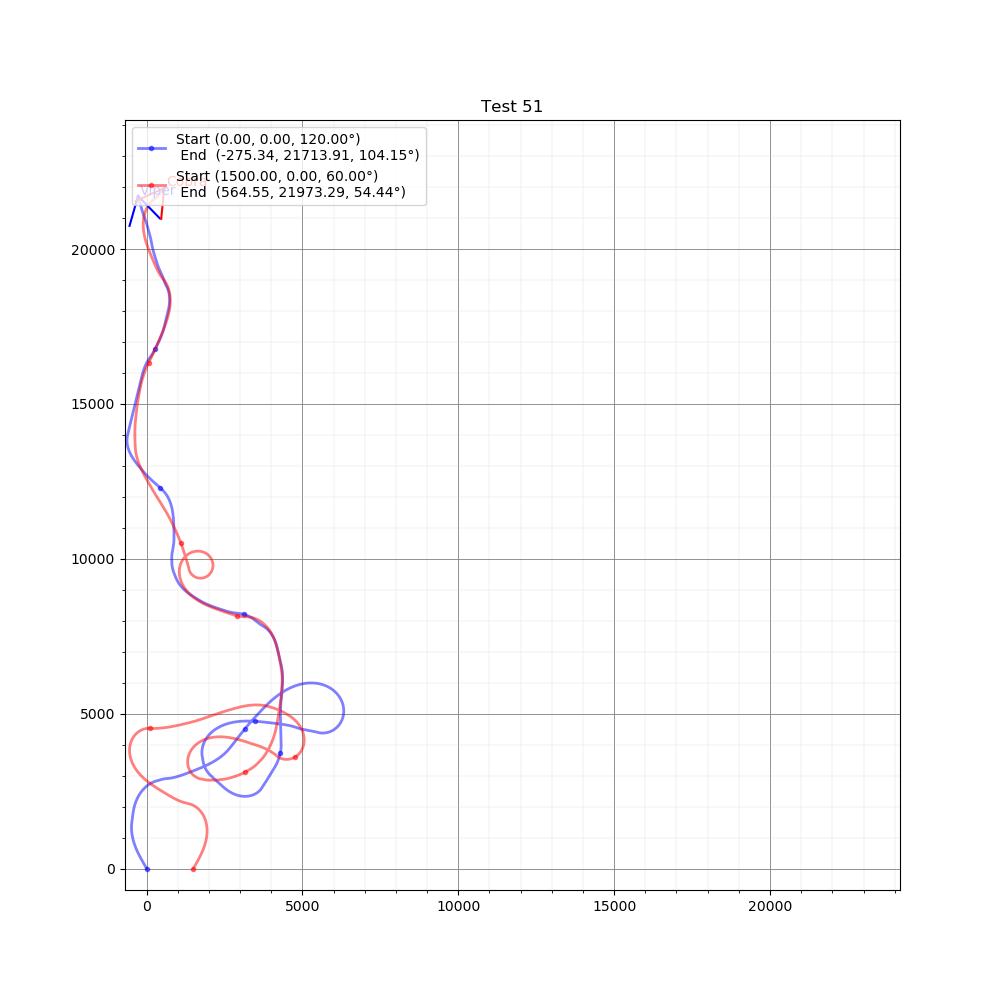 Test 51
Start (0.00, 0.00, 120.00°)
End (-275.34, 21713.91, 104.15°)
Start (1500.00, 0.00, 60.00°)
End (564.55, 21973.29, 54.44°)
Viper
20000
15000
10000
5000
0
0 5000 10000 15000 20000